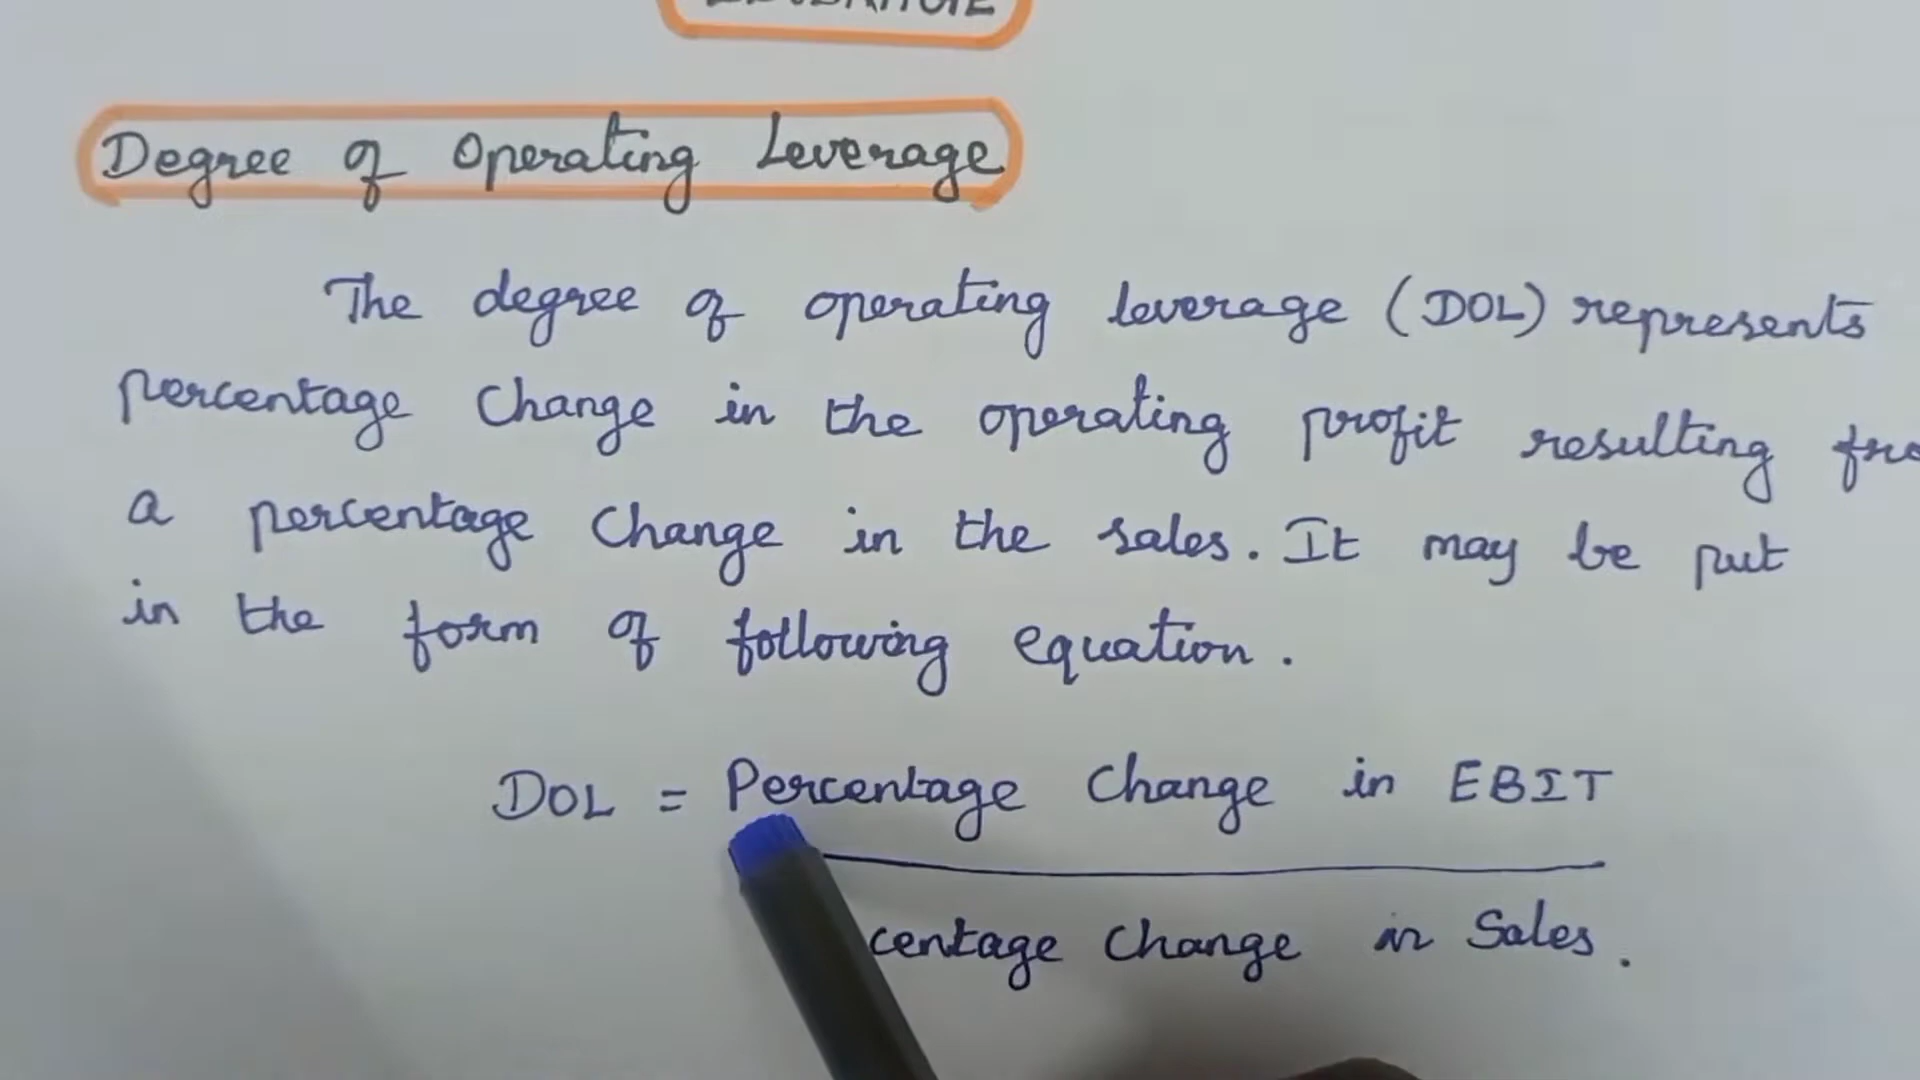 Degree of Operating Leverage
The degree of operating leverage (DOL) represents
percentage Change in the operating profit resulting
a percentage Change in the sales. It may be put
in the form of following equation.
DOL = Percentage Change in EBIT
Change in Sales.